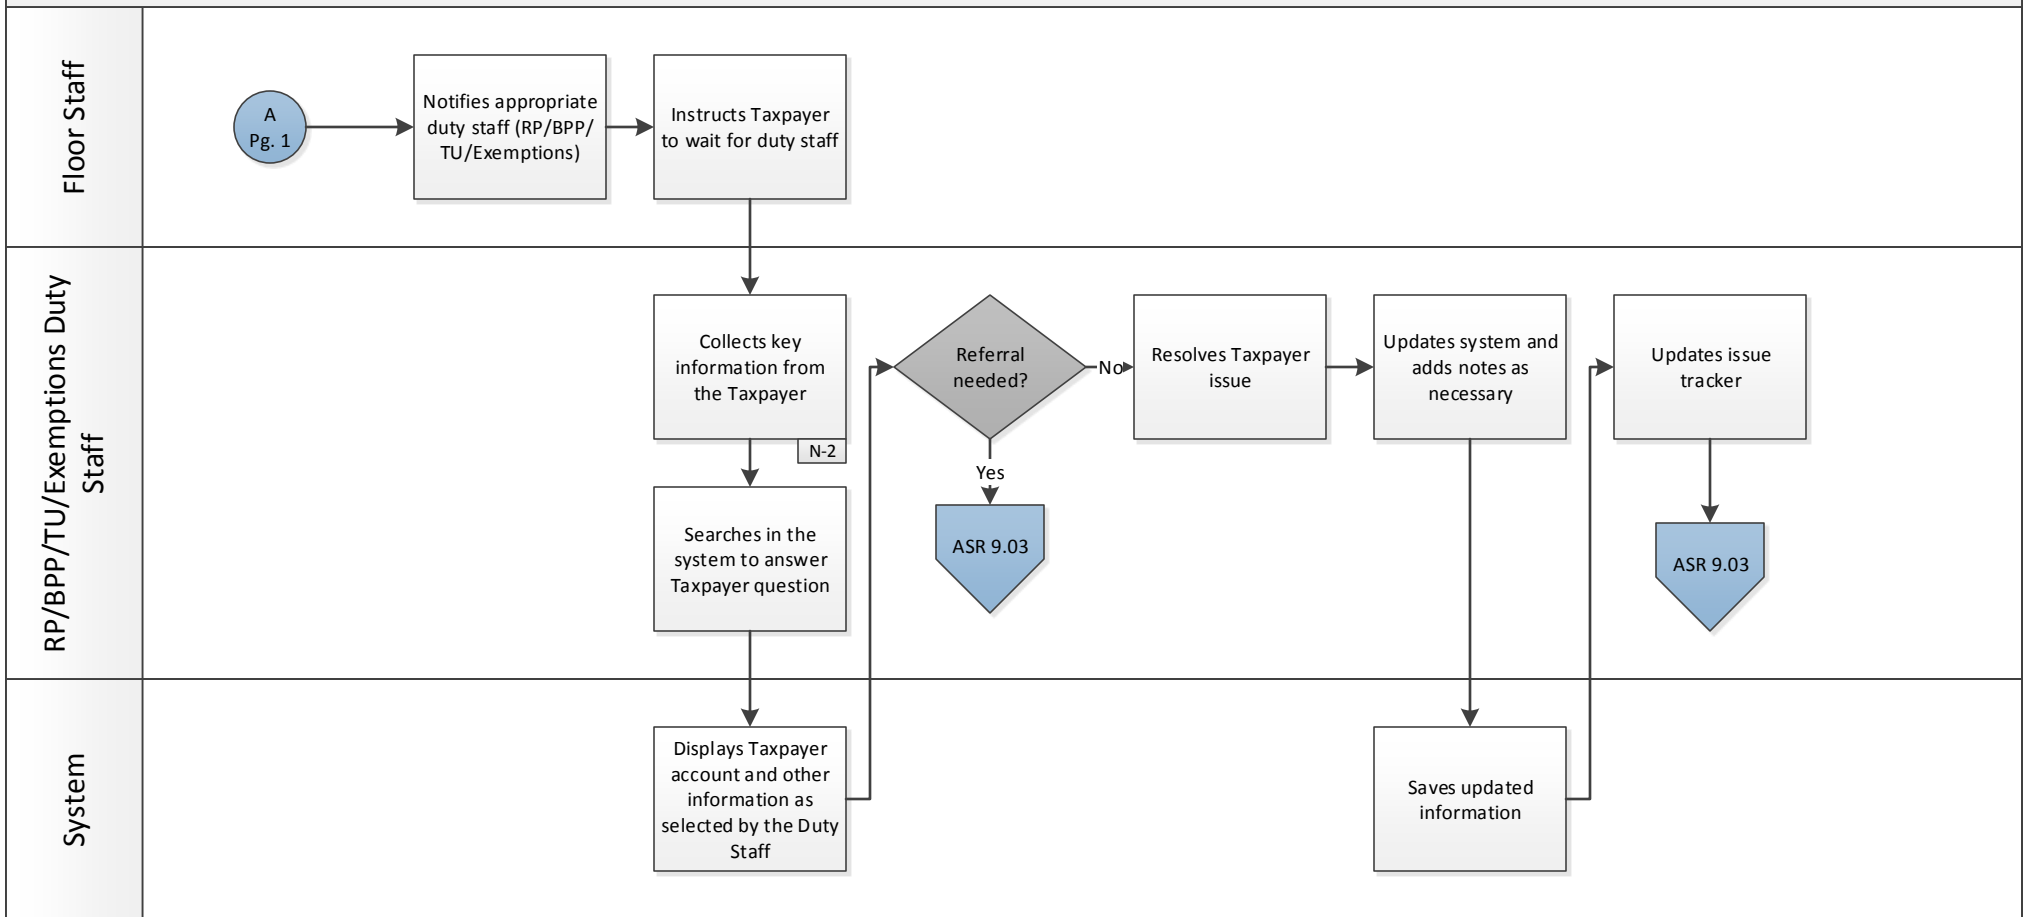 Floor Staff
A
Pg. 1
Notifies appropriate
duty staff (RP/BPP/
TU/Exemptions)
Instructs Taxpayer
to wait for duty staff
RP/BPP/TU/Exemptions Duty
Staff
Collects key
information from
the Taxpayer
N-2
Searches in the
system to answer
Taxpayer question
Referral
needed?
No
Yes
ASR 9.03
Resolves Taxpayer
issue
Updates system and
adds notes as
necessary
Updates issue
tracker
ASR 9.03
System
Displays Taxpayer
account and other
information as
selected by the Duty
Staff
Saves updated
information